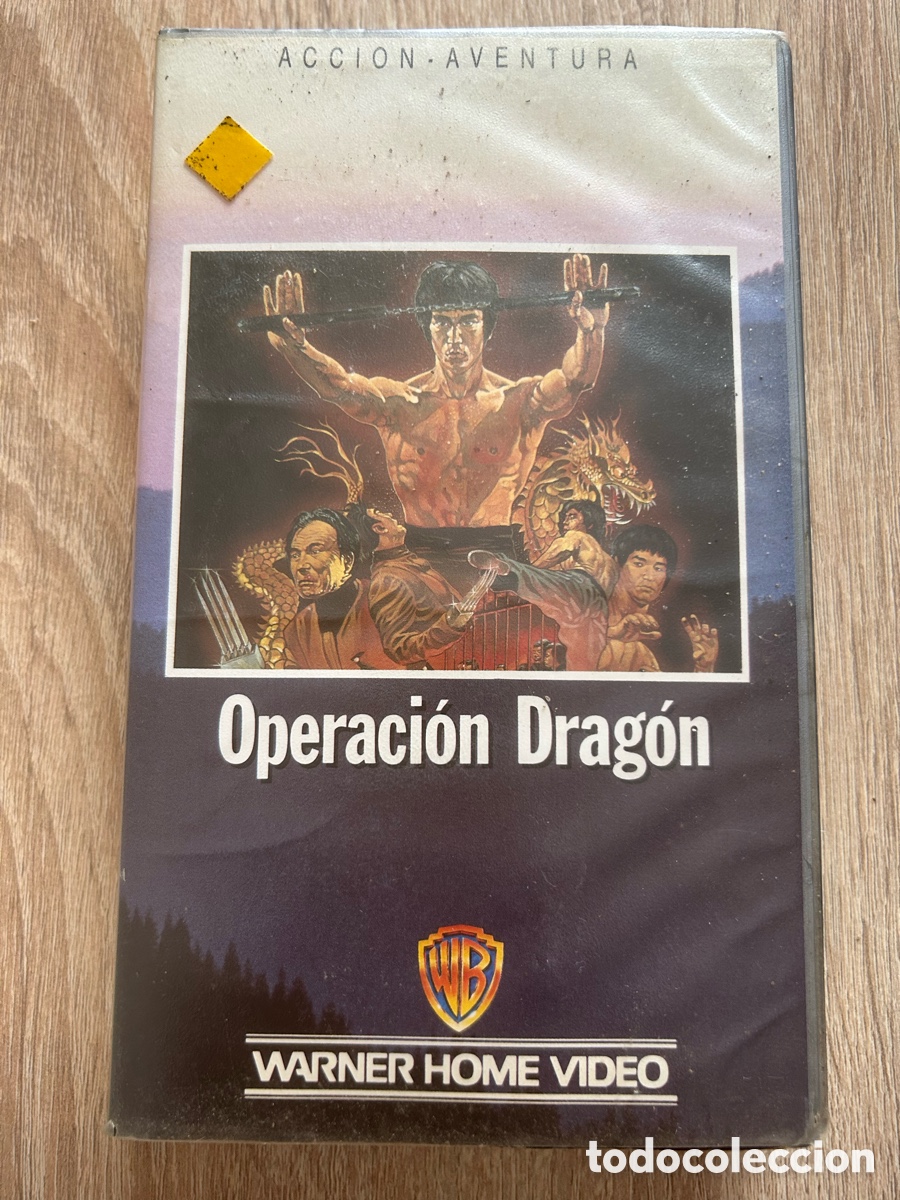 ACCION·AVENTURA
Operación Dragón
WB
WARNER HOME VIDEO
todocoleccion